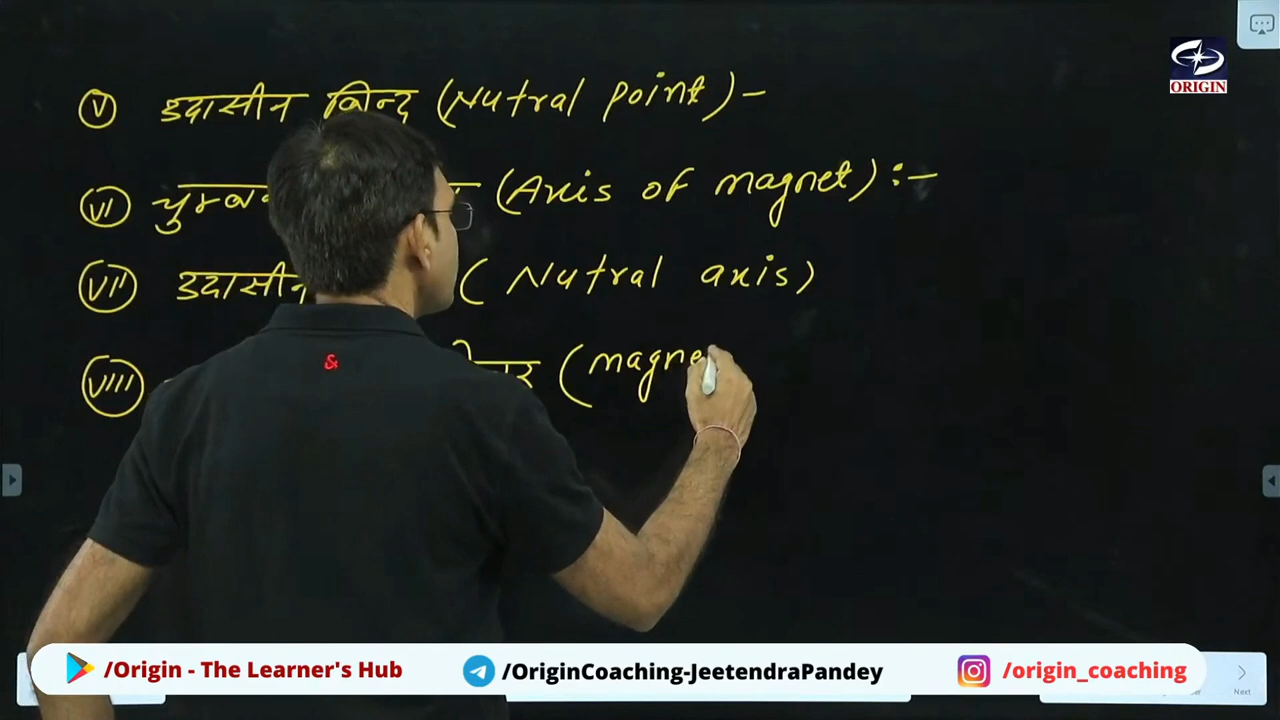 ORIGIN
V उदासीन बिन्द (Nutral point) -
VI (Axis of magnet) :-
VII उदासीन ( Nutral axis)
VIII (magne
&
/Origin - The Learner's Hub /OriginCoaching-JeetendraPandey /origin_coaching
Next